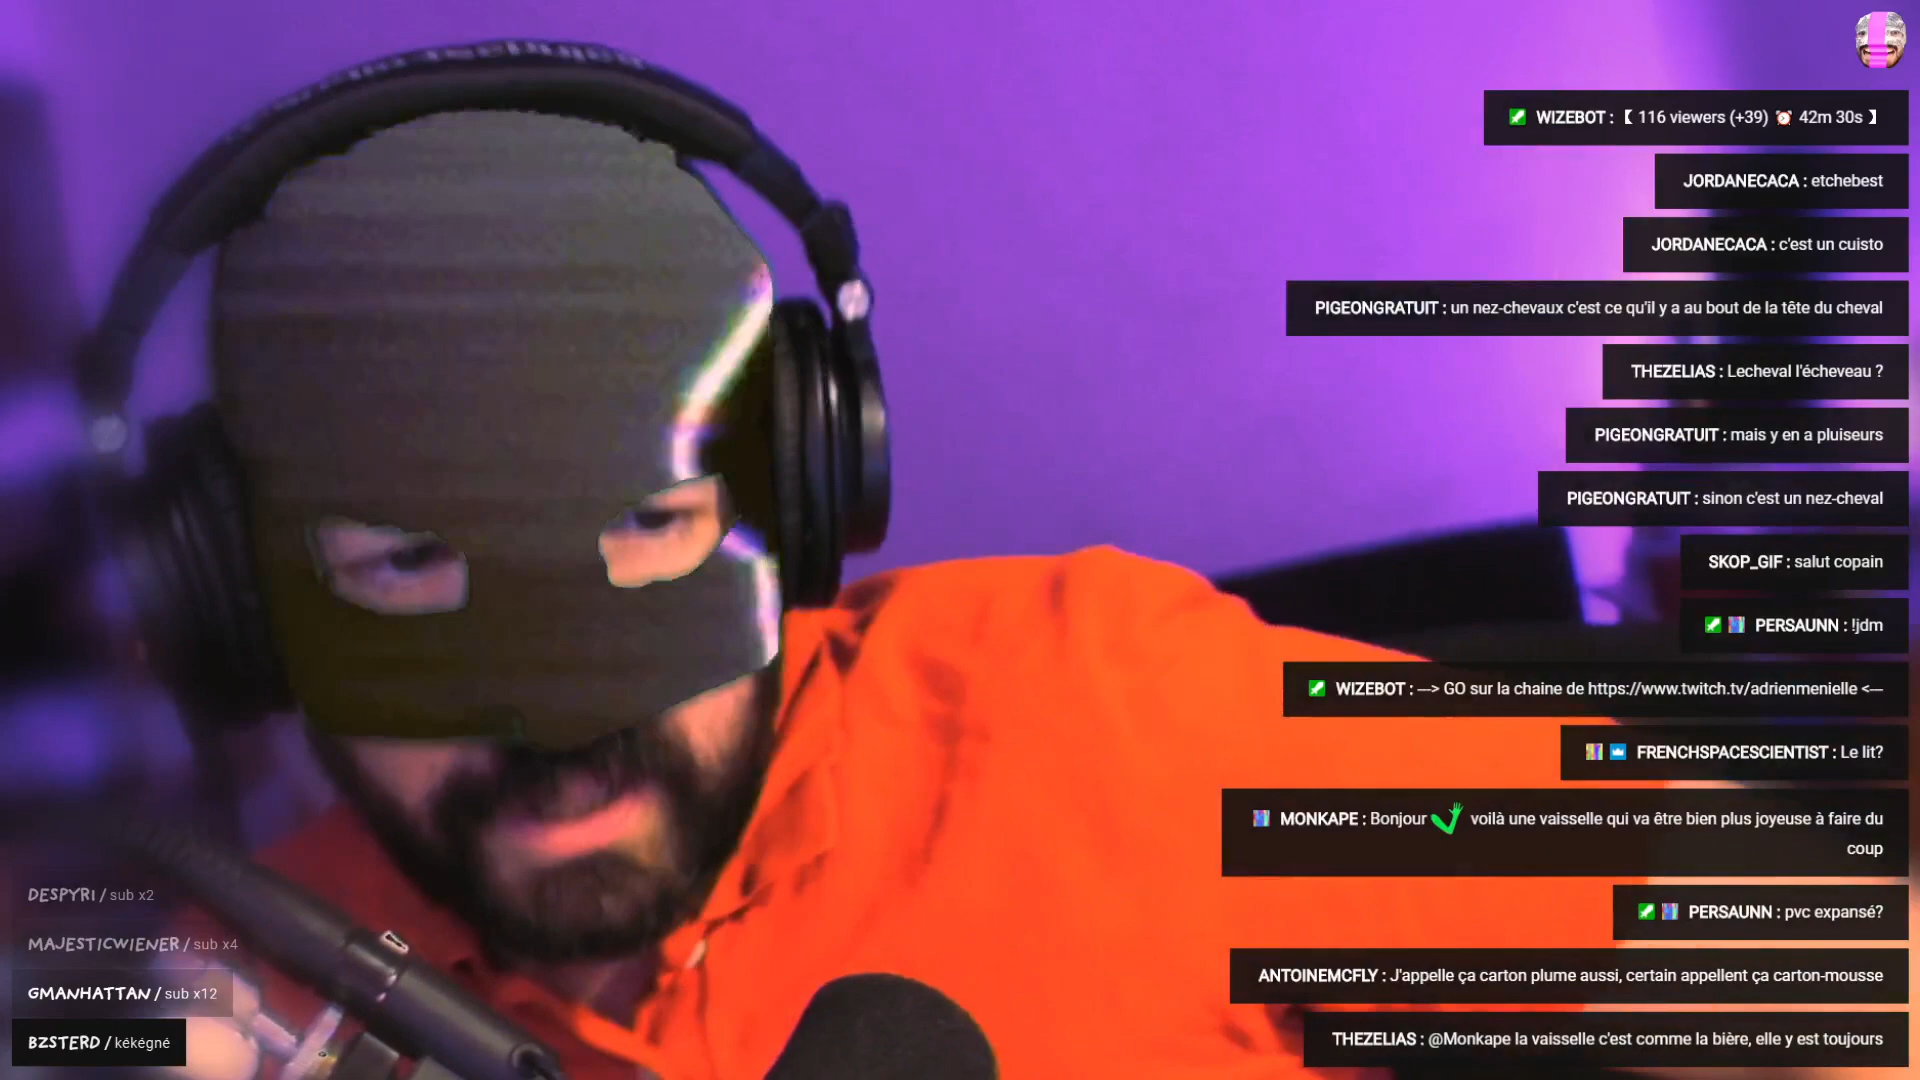 WIZEBOT : 【 116 viewers (+39) ⏰ 42m 30s 】
JORDANECACA : etchebest
JORDANECACA : c'est un cuisto
PIGEONGRATUIT : un nez-chevaux c'est ce qu'il y a au bout de la tête du cheval
THEZELIAS : Lecheval l'écheveau ?
PIGEONGRATUIT : mais y en a pluiseurs
PIGEONGRATUIT : sinon c'est un nez-cheval
SKOP_GIF : salut copain
PERSAUNN : !jdm
WIZEBOT : ---> GO sur la chaine de https://www.twitch.tv/adrienmenielle <---
FRENCHSPACESCIENTIST : Le lit?
MONKAPE : Bonjour voilà une vaisselle qui va être bien plus joyeuse à faire du
coup
PERSAUNN : pvc expansé?
ANTOINEMCFLY : J'appelle ça carton plume aussi, certain appellent ça carton-mousse
THEZELIAS : @Monkape la vaisselle c'est comme la bière, elle y est toujours
DESPYRI / sub x2
MAJESTICWIENER / sub x4
GMANHATTAN / sub x12
BZSTERD / kékégné